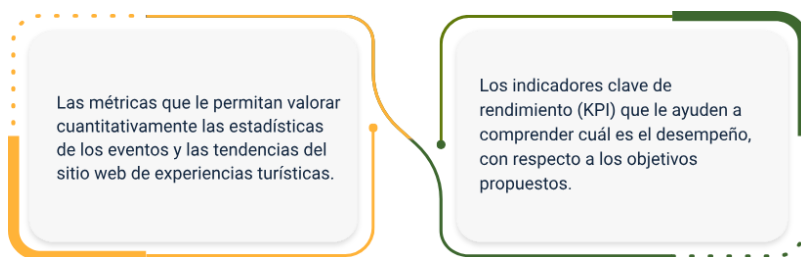 Las métricas que le permitan valorar
cuantitativamente las estadísticas
de los eventos y las tendencias del
sitio web de experiencias turísticas.
Los indicadores clave de
rendimiento (KPI) que le ayuden a
comprender cuál es el desempeño,
con respecto a los objetivos
propuestos.